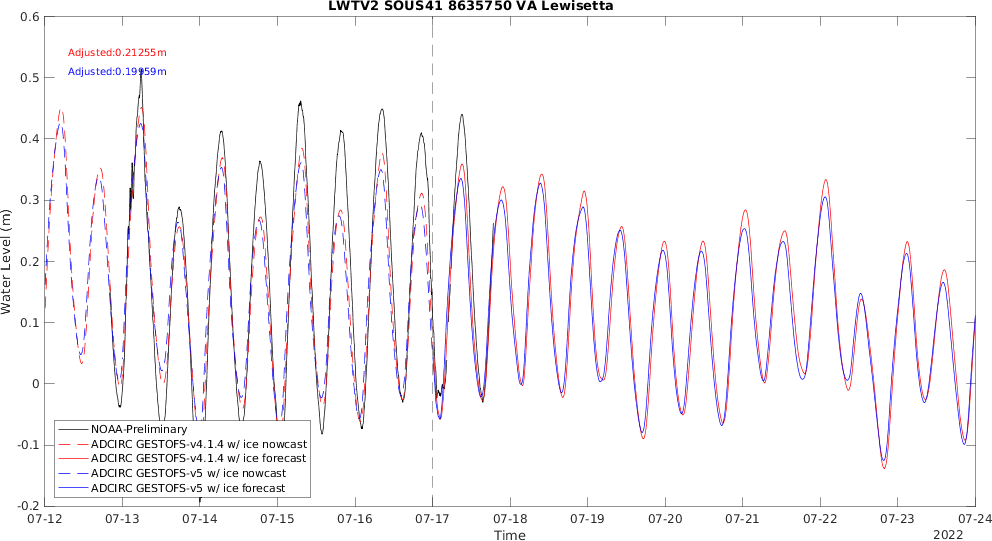 LWTV2 SOUS41 8635750 VA Lewisetta
0.6
0.5
0.4
0.3
0.2
0.1
0
-0.1
-0.2
Water Level (m)
Adjusted:0.21255m
Adjusted:0.19959m
NOAA-Preliminary
ADCIRC GESTOFS-v4.1.4 w/ ice nowcast
ADCIRC GESTOFS-v4.1.4 w/ ice forecast
ADCIRC GESTOFS-v5 w/ ice nowcast
ADCIRC GESTOFS-v5 w/ ice forecast
07-12 07-13 07-14 07-15 07-16 07-17 07-18 07-19 07-20 07-21 07-22 07-23 07-24
Time
2022